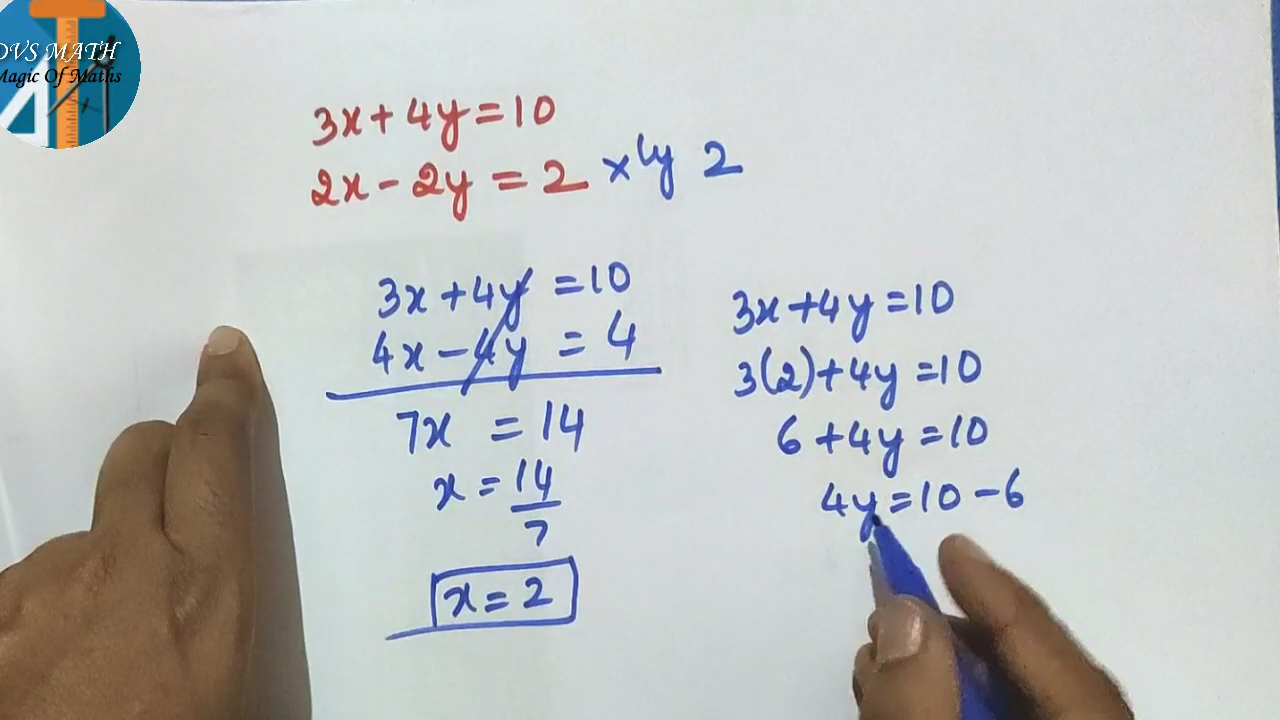 DVS MATH
Magic Of Maths
3x+4y=10
2x-2y=2 xly 2
3x+4y=10
4x-4y=4
7x=14
x=14/7
x=2
3x+4y=10
3(2)+4y=10
6+4y=10
4y=10-6